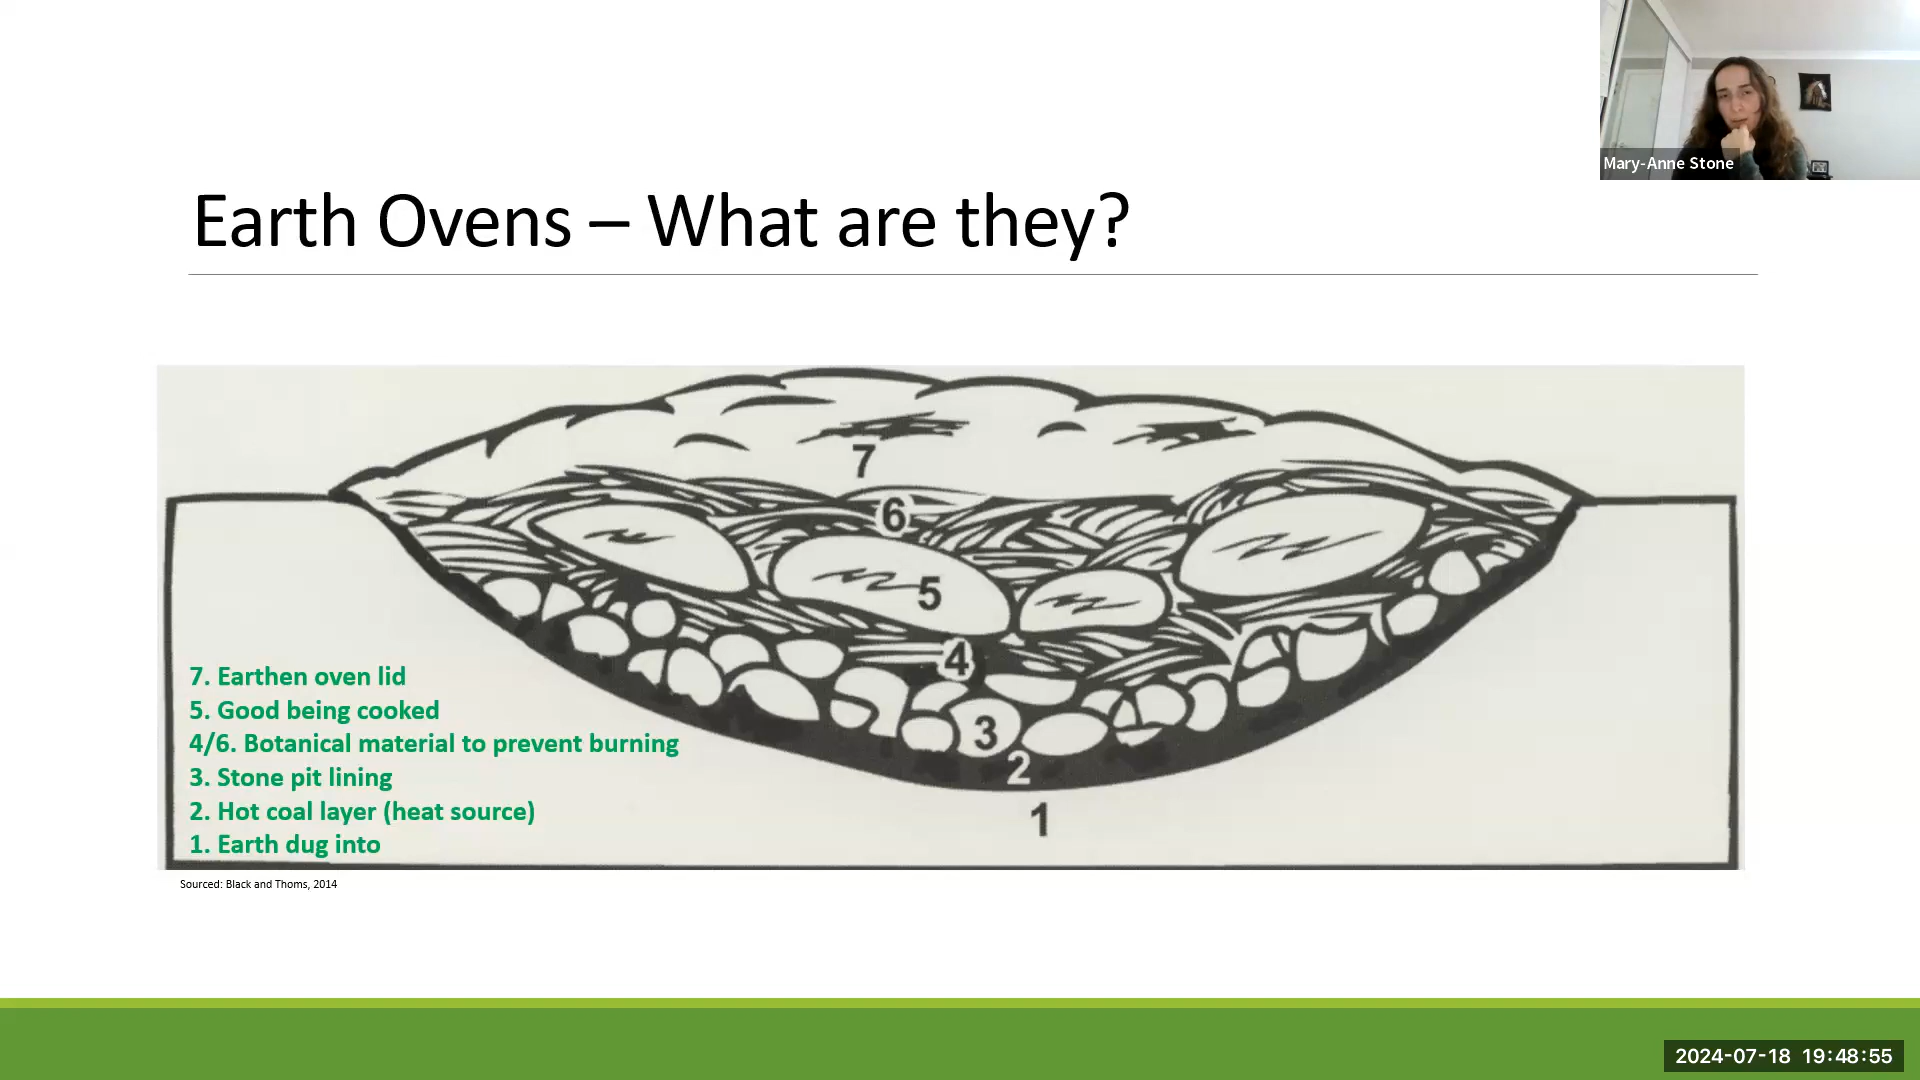 Mary-Anne Stone
Earth Ovens – What are they?
7
6
5
4
3
2
1
7. Earthen oven lid
5. Good being cooked
4/6. Botanical material to prevent burning
3. Stone pit lining
2. Hot coal layer (heat source)
1. Earth dug into
Sourced: Black and Thoms, 2014
2024-07-18 19:48:55